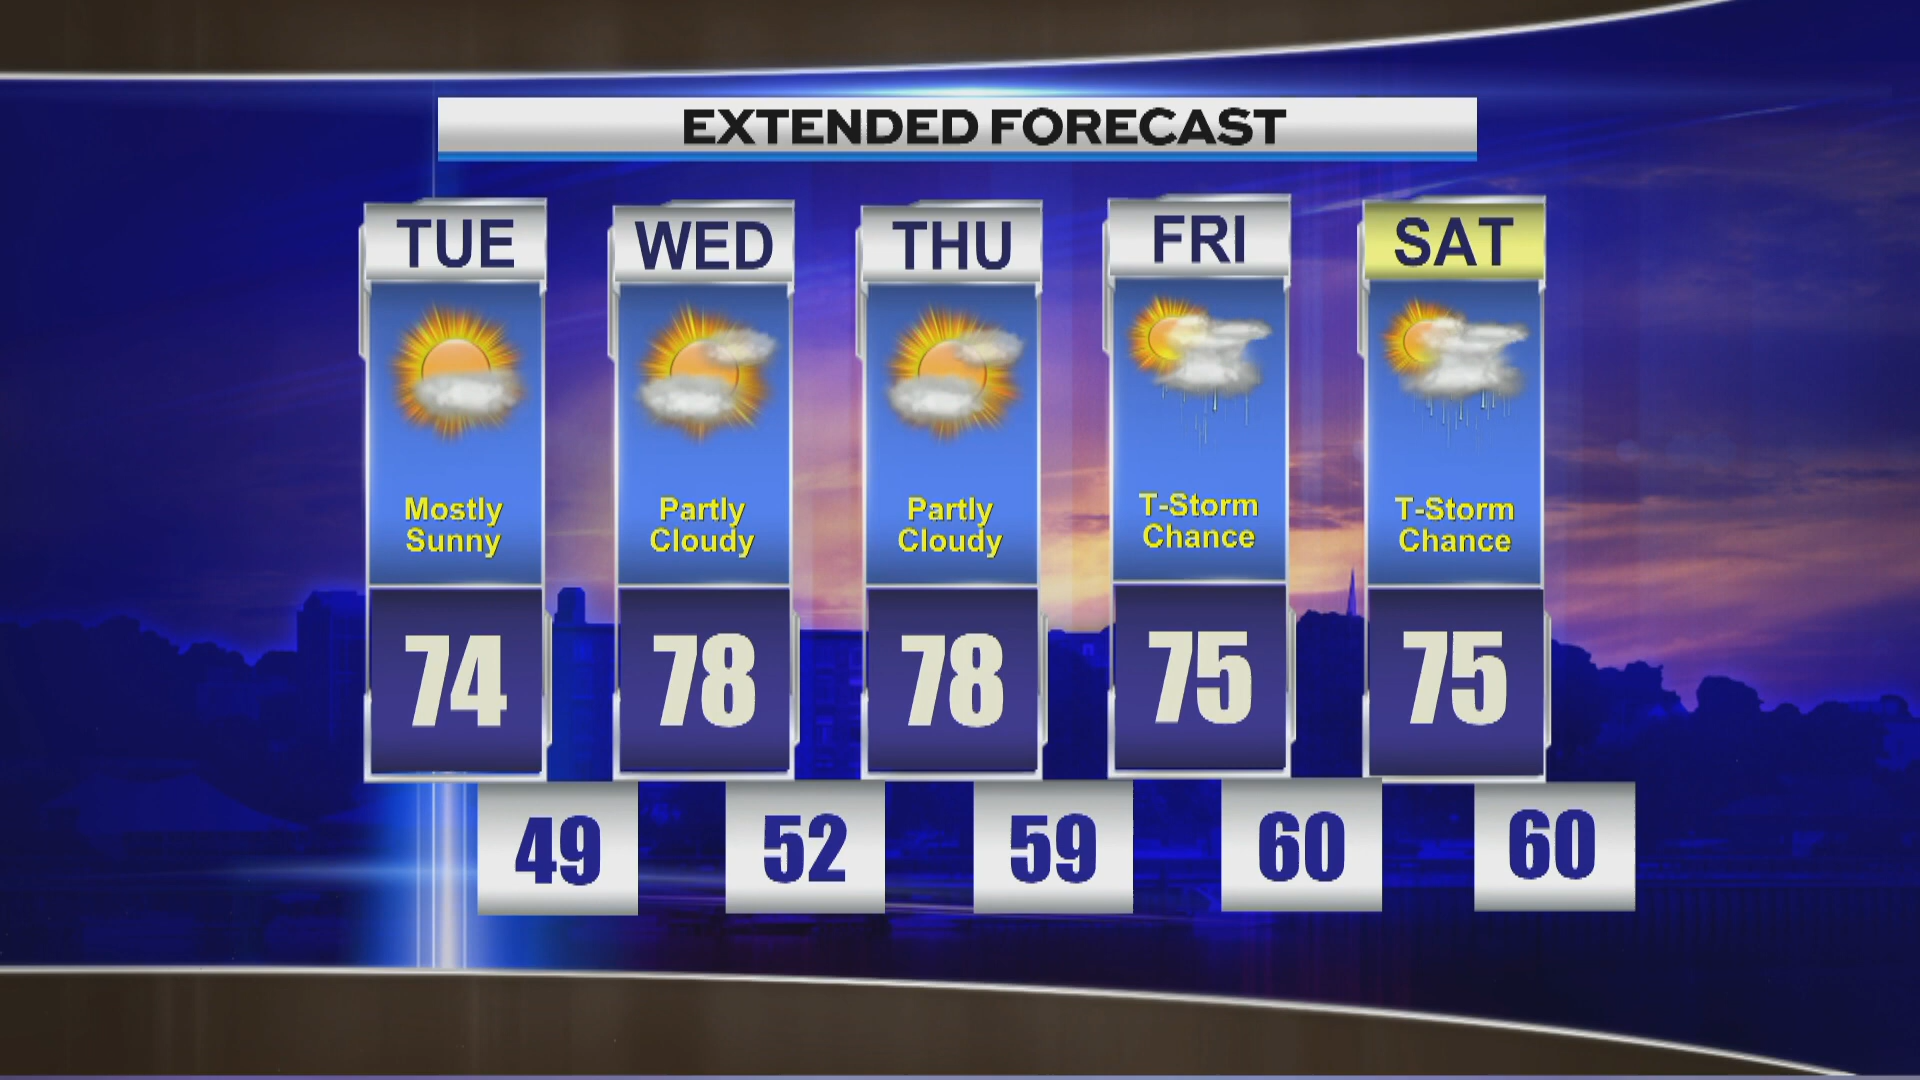 EXTENDED FORECAST
TUE
WED
THU
FRI
SAT
Mostly
Sunny
Partly
Cloudy
Partly
Cloudy
T-Storm
Chance
T-Storm
Chance
74
78
78
75
75
49
52
59
60
60